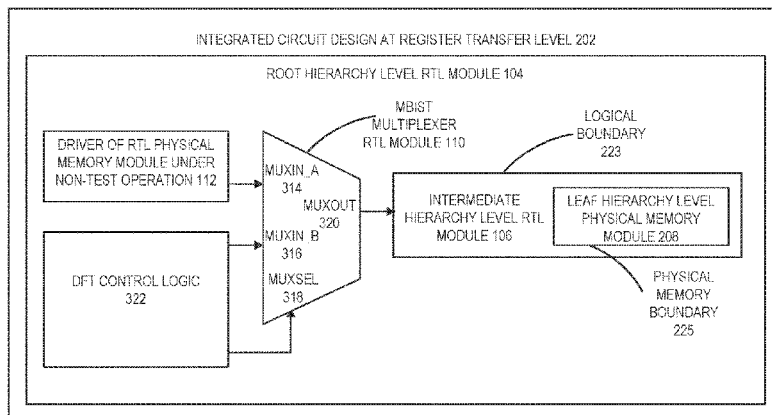 INTEGRATED CIRCUIT DESIGN AT REGISTER TRANSFER LEVEL 202
ROOT HIERARCHY LEVEL RTL MODULE 104
MBIST
MULTIPLEXER
RTL MODULE 110
LOGICAL
BOUNDARY
223
DRIVER OF RTL PHYSICAL
MEMORY MODULE UNDER
NON-TEST OPERATION 112
MUXIN_A
314
MUXOUT
320
MUXIN_B
316
MUXSEL
318
DFT CONTROL LOGIC
322
INTERMEDIATE
HIERARCHY LEVEL RTL
MODULE 106
LEAF HIERARCHY LEVEL
PHYSICAL MEMORY
MODULE 208
PHYSICAL
MEMORY
BOUNDARY
225